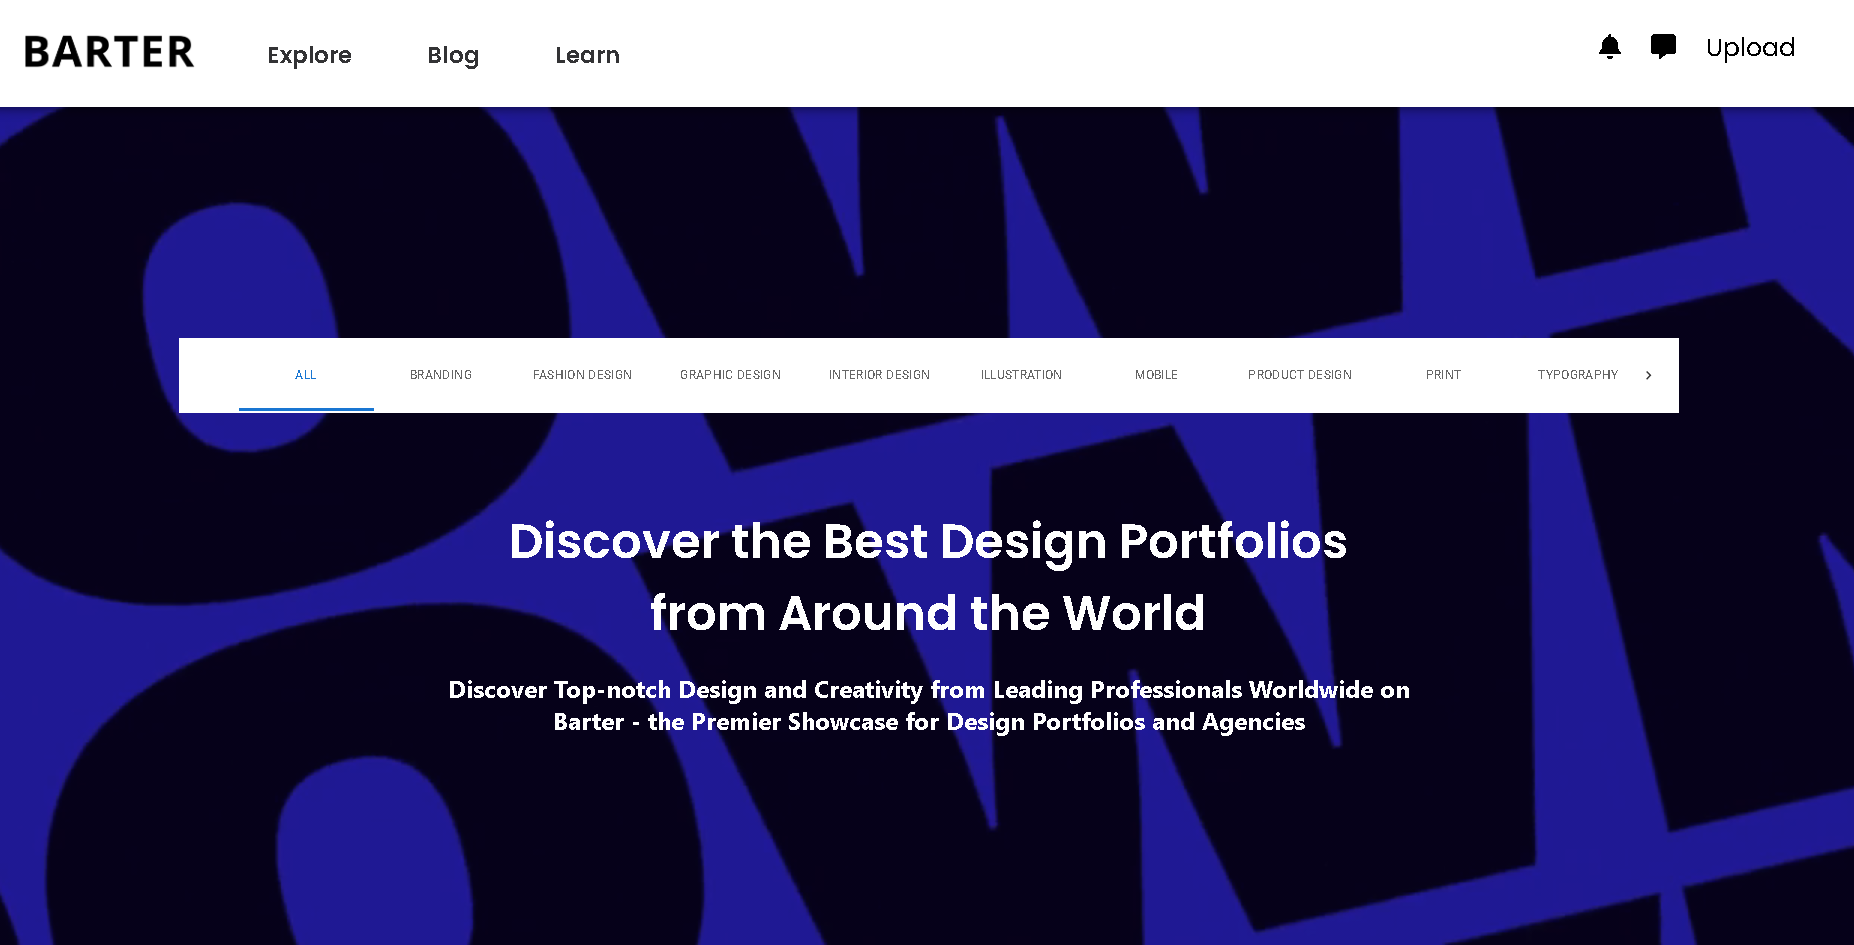 BARTER Explore Blog Learn Upload
ALL BRANDING FASHION DESIGN GRAPHIC DESIGN INTERIOR DESIGN ILLUSTRATION MOBILE PRODUCT DESIGN PRINT TYPOGRAPHY
Discover the Best Design Portfolios
from Around the World
Discover Top-notch Design and Creativity from Leading Professionals Worldwide on
Barter - the Premier Showcase for Design Portfolios and Agencies